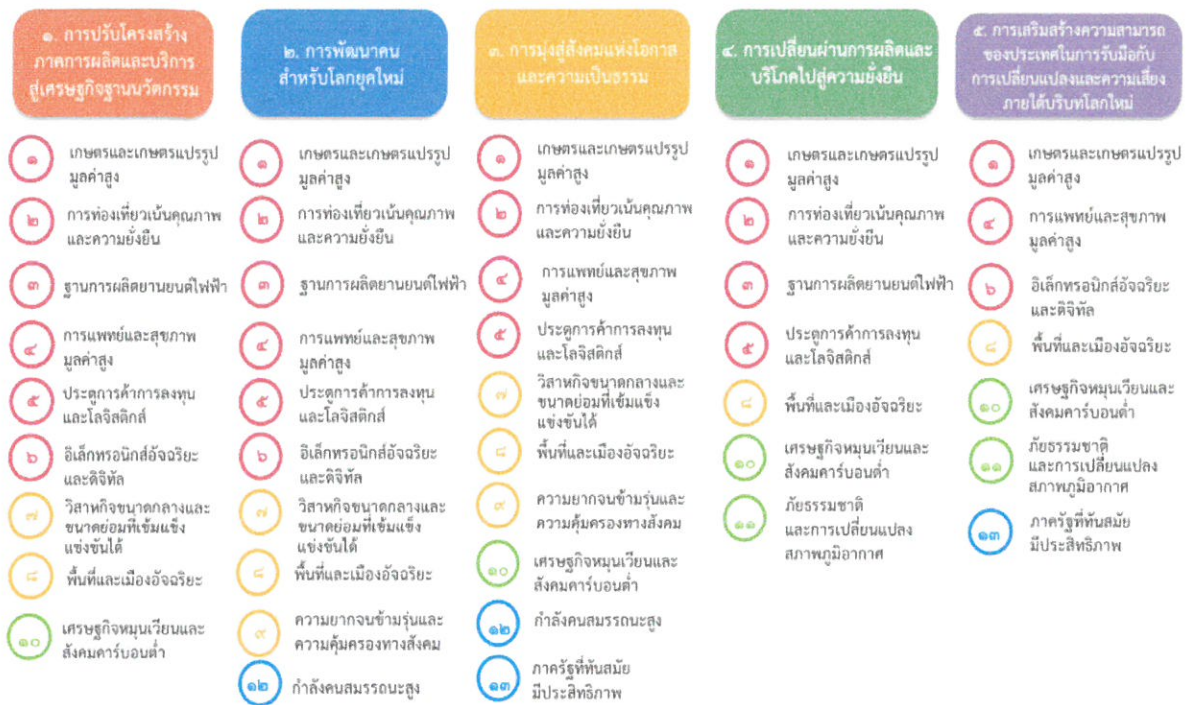 ๑. การปรับโครงสร้าง
ภาคการผลิตและบริการ
สู่เศรษฐกิจฐานนวัตกรรม
๑
เกษตรและเกษตรแปรรูป
มูลค่าสูง
๒
การท่องเที่ยวเน้นคุณภาพ
และความยั่งยืน
๓
ฐานการผลิตยานยนต์ไฟฟ้า
๔
การแพทย์และสุขภาพ
มูลค่าสูง
๕
ประตูการค้าการลงทุน
และโลจิสติกส์
๖
อิเล็กทรอนิกส์อัจฉริยะ
และดิจิทัล
๗
วิสาหกิจขนาดกลางและ
ขนาดย่อมที่เข้มแข็ง
แข่งขันได้
๘
พื้นที่และเมืองอัจฉริยะ
๑๐
เศรษฐกิจหมุนเวียนและ
สังคมคาร์บอนต่ำ
๒. การพัฒนาคน
สำหรับโลกยุคใหม่
๑
เกษตรและเกษตรแปรรูป
มูลค่าสูง
๒
การท่องเที่ยวเน้นคุณภาพ
และความยั่งยืน
๓
ฐานการผลิตยานยนต์ไฟฟ้า
๔
การแพทย์และสุขภาพ
มูลค่าสูง
๕
ประตูการค้าการลงทุน
และโลจิสติกส์
๖
อิเล็กทรอนิกส์อัจฉริยะ
และดิจิทัล
๗
วิสาหกิจขนาดกลางและ
ขนาดย่อมที่เข้มแข็ง
แข่งขันได้
๘
พื้นที่และเมืองอัจฉริยะ
๙
ความยากจนข้ามรุ่นและ
ความคุ้มครองทางสังคม
๑๒
กำลังคนสมรรถนะสูง
๓. การมุ่งสู่สังคมแห่งโอกาส
และความเป็นธรรม
๑
เกษตรและเกษตรแปรรูป
มูลค่าสูง
๒
การท่องเที่ยวเน้นคุณภาพ
และความยั่งยืน
๔
การแพทย์และสุขภาพ
มูลค่าสูง
๕
ประตูการค้าการลงทุน
และโลจิสติกส์
๗
วิสาหกิจขนาดกลางและ
ขนาดย่อมที่เข้มแข็ง
แข่งขันได้
๘
พื้นที่และเมืองอัจฉริยะ
๙
ความยากจนข้ามรุ่นและ
ความคุ้มครองทางสังคม
๑๐
เศรษฐกิจหมุนเวียนและ
สังคมคาร์บอนต่ำ
๑๒
กำลังคนสมรรถนะสูง
๑๓
ภาครัฐที่ทันสมัย
มีประสิทธิภาพ
๔. การเปลี่ยนผ่านการผลิตและ
บริโภคไปสู่ความยั่งยืน
๑
เกษตรและเกษตรแปรรูป
มูลค่าสูง
๒
การท่องเที่ยวเน้นคุณภาพ
และความยั่งยืน
๓
ฐานการผลิตยานยนต์ไฟฟ้า
๕
ประตูการค้าการลงทุน
และโลจิสติกส์
๘
พื้นที่และเมืองอัจฉริยะ
๑๐
เศรษฐกิจหมุนเวียนและ
สังคมคาร์บอนต่ำ
๑๑
ภัยธรรมชาติ
และการเปลี่ยนแปลง
สภาพภูมิอากาศ
๕. การเสริมสร้างความสามารถ
ของประเทศในการรับมือกับ
การเปลี่ยนแปลงและความเสี่ยง
ภายใต้บริบทโลกใหม่
๑
เกษตรและเกษตรแปรรูป
มูลค่าสูง
๔
การแพทย์และสุขภาพ
มูลค่าสูง
๖
อิเล็กทรอนิกส์อัจฉริยะ
และดิจิทัล
๘
พื้นที่และเมืองอัจฉริยะ
๑๐
เศรษฐกิจหมุนเวียนและ
สังคมคาร์บอนต่ำ
๑๑
ภัยธรรมชาติ
และการเปลี่ยนแปลง
สภาพภูมิอากาศ
๑๓
ภาครัฐที่ทันสมัย
มีประสิทธิภาพ